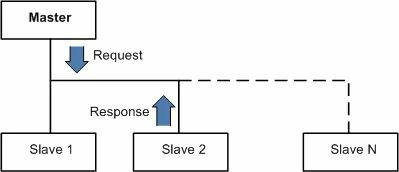 Master
Request
Response
Slave 1
Slave 2
Slave N